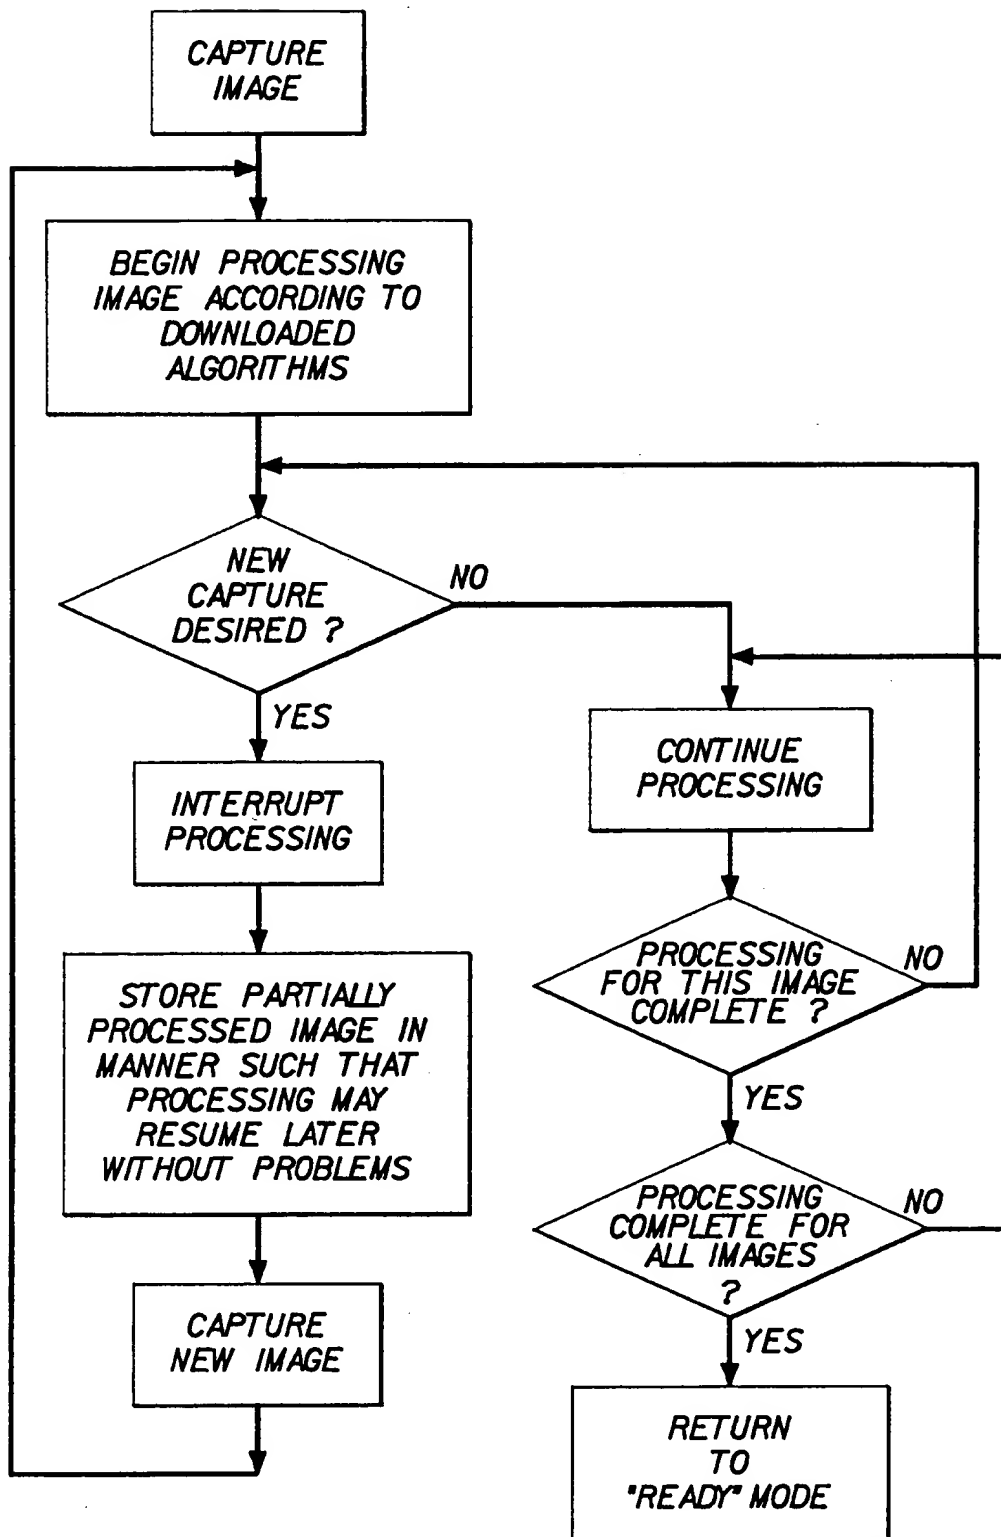 CAPTURE
IMAGE
BEGIN PROCESSING
IMAGE ACCORDING TO
DOWNLOADED
ALGORITHMS
NEW
CAPTURE
DESIRED ?
NO
YES
INTERRUPT
PROCESSING
STORE PARTIALLY
PROCESSED IMAGE IN
MANNER SUCH THAT
PROCESSING MAY
RESUME LATER
WITHOUT PROBLEMS
CAPTURE
NEW IMAGE
CONTINUE
PROCESSING
PROCESSING
FOR THIS IMAGE
COMPLETE ?
NO
YES
PROCESSING
COMPLETE FOR
ALL IMAGES
?
NO
YES
RETURN
TO
"READY" MODE